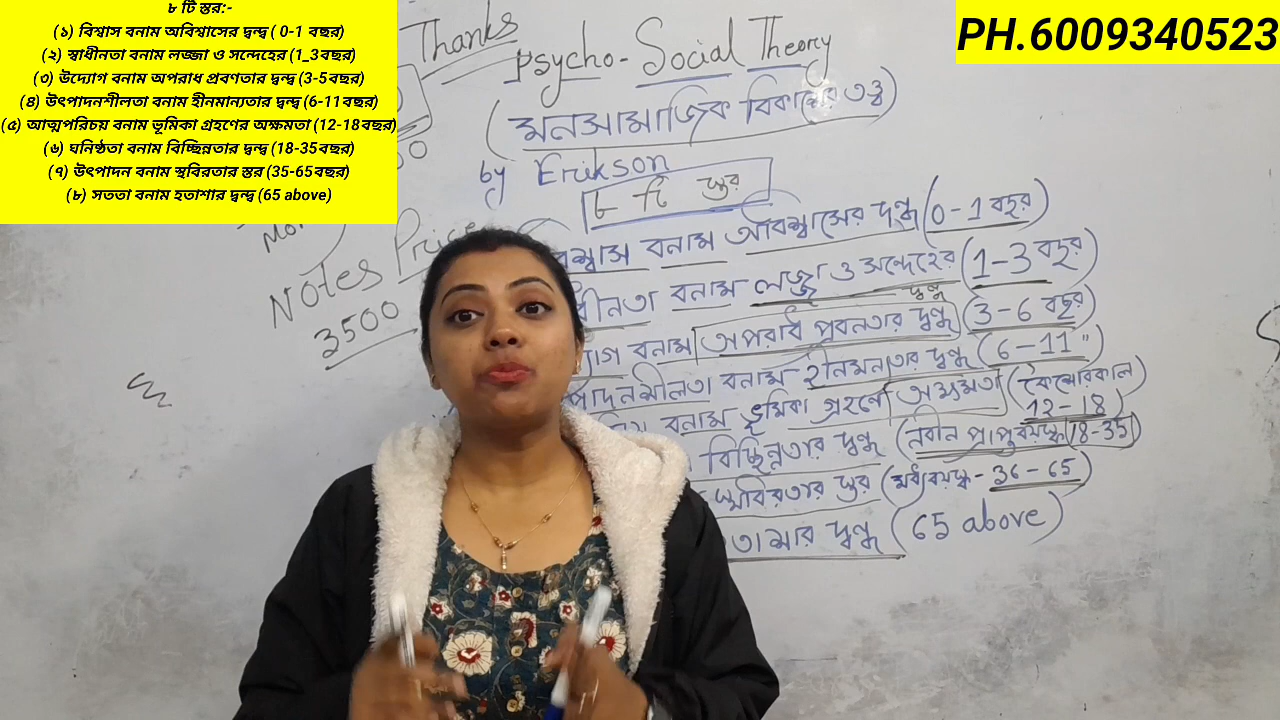 ৮ টি স্তর:-
(১) বিশ্বাস বনাম অবিশ্বাসের দ্বন্দ্ব ( 0-1 বছর)
(২) স্বাধীনতা বনাম লজ্জা ও সন্দেহের (1_3বছর)
(৩) উদ্যোগ বনাম অপরাধ প্রবণতার দ্বন্দ্ব (3-5বছর)
(৪) উৎপাদনশীলতা বনাম হীনমান্যতার দ্বন্দ্ব (6-11বছর)
(৫) আত্মপরিচয় বনাম ভূমিকা গ্রহণের অক্ষমতা (12-18বছর)
(৬) ঘনিষ্ঠতা বনাম বিচ্ছিন্নতার দ্বন্দ্ব (18-35বছর)
(৭) উৎপাদন বনাম স্থবিরতার স্তর (35-65বছর)
(৮) সততা বনাম হতাশার দ্বন্দ্ব (65 above)
PH.6009340523
Thanks
Psycho-Social Theory
(মনসামাজিক বিকাশের তত্ত্ব)
by Erikson
৮ টি স্তর
বনাম অবিশ্বাসের দ্বন্দ্ব (0-1 বছর)
বনাম লজ্জা ও সন্দেহের দ্বন্দ্ব (1-3 বছর)
বনাম অপরাধ প্রবনতার দ্বন্দ্ব (3-6 বছর)
বনাম হীনমন্যতার দ্বন্দ্ব (6-11 ")
বনাম ভূমিকা গ্রহণে অক্ষমতা (কৈশোরকাল 12-18)
বিচ্ছিন্নতার দ্বন্দ্ব (নবীন প্রাপ্তবয়স্ক 18-35)
স্থবিরতার স্তর (মধ্যবয়স্ক - 36-65)
দ্বন্দ্ব (65 above)
Notes Price
3500